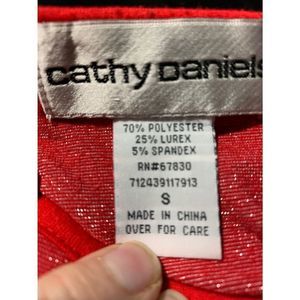 cathy Daniels
70% POLYESTER
25% LUREX
5% SPANDEX
RN#67830
712439117913
S
MADE IN CHINA
OVER FOR CARE